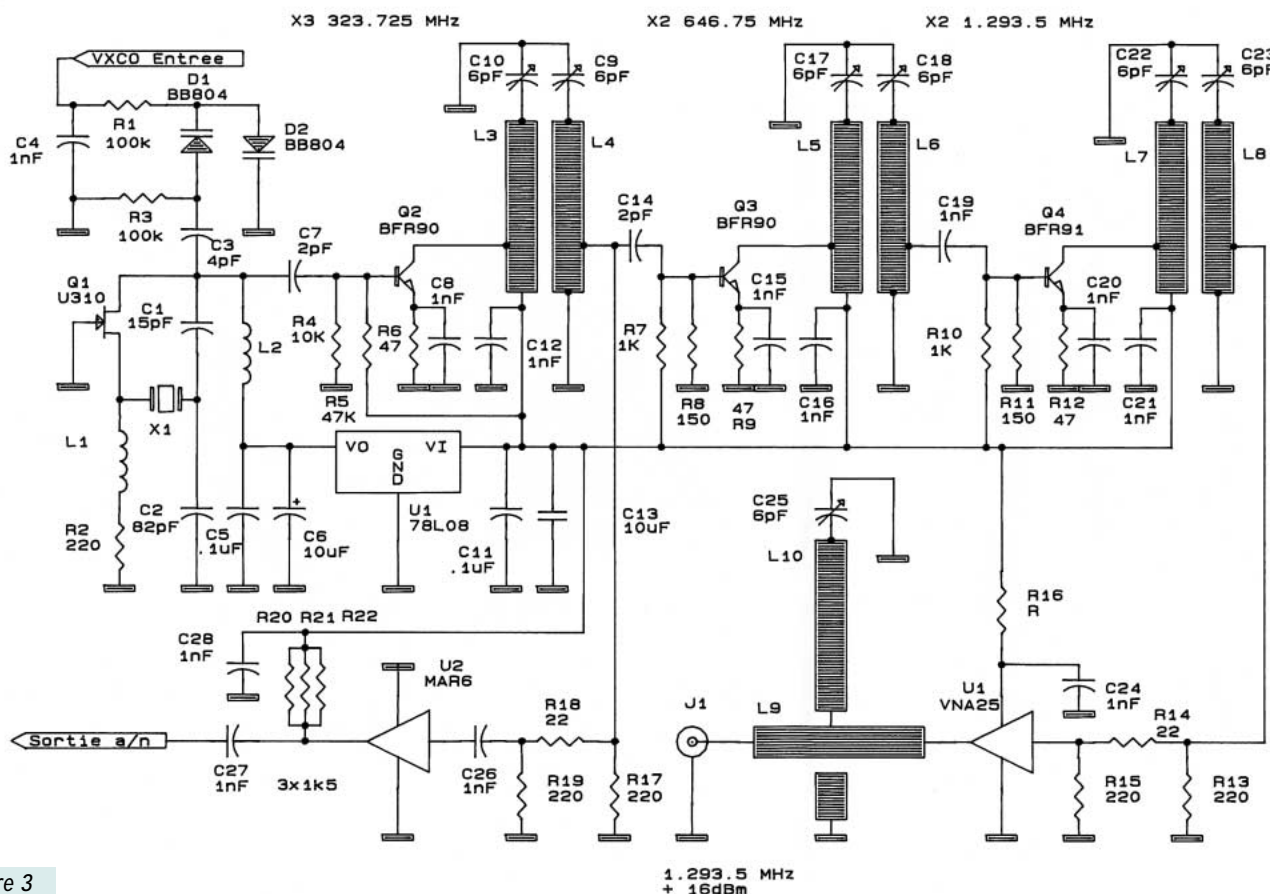 X3 323.725 MHz
X2 646.75 MHz
X2 1.293.5 MHz
VXCO Entree
D1
BB804
R1
100k
C4
1nF
D2
BB804
R3
100k
C3
4pF
C10
6pF
C9
6pF
L3
L4
C17
6pF
C18
6pF
L5
L6
C22
6pF
C23
6pF
L7
L8
Q1
U310
C1
15pF
C7
2pF
Q2
BFR90
C8
1nF
C14
2pF
Q3
BFR90
C15
1nF
C19
1nF
Q4
BFR91
C20
1nF
L2
R4
10K
R6
47
C12
1nF
R7
1K
R10
1K
X1
R5
47K
R8
150
47
R9
C16
1nF
R11
150
R12
47
C21
1nF
L1
VO
GND
VI
R2
220
C2
82pF
C5
.1uF
C6
10uF
U1
78L08
C11
.1uF
C13
10uF
C25
6pF
L10
R16
R
R20 R21 R22
C28
1nF
U2
MAR6
R18
22
J1
L9
U1
VNA25
C24
1nF
R14
22
Sortie a/n
C27
1nF
3x1k5
C26
1nF
R19
220
R17
220
R15
220
R13
220
1.293.5 MHz
+ 16dBm
re 3